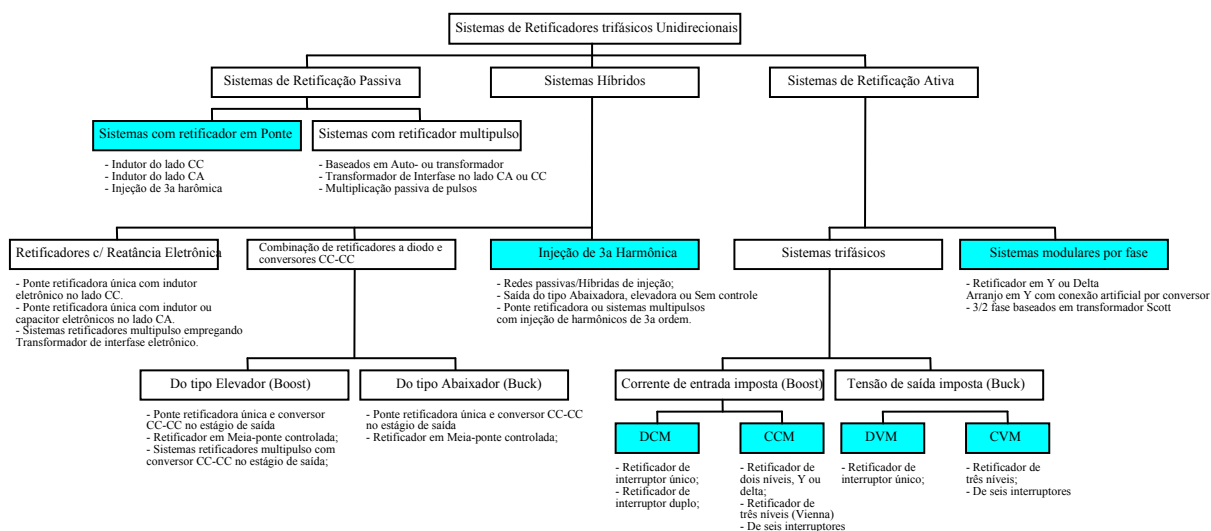 Sistemas de Retificadores trifásicos Unidirecionais
Sistemas de Retificação Passiva
Sistemas Híbridos
Sistemas de Retificação Ativa
Sistemas com retificador em Ponte
Sistemas com retificador multipulso
- Indutor do lado CC
- Indutor do lado CA
- Injeção de 3a harômica
- Baseados em Auto- ou transformador
- Transformador de Interfase no lado CA ou CC
- Multiplicação passiva de pulsos
Retificadores c/ Reatância Eletrônica
Combinação de retificadores a diodo e
conversores CC-CC
Injeção de 3a Harmônica
Sistemas trifásicos
Sistemas modulares por fase
- Ponte retificadora única com indutor
eletrônico no lado CC.
- Ponte retificadora única com indutor ou
capacitor eletrônicos no lado CA.
- Sistemas retificadores multipulso empregando
Transformador de interfase eletrônico.
- Redes passivas/Híbridas de injeção;
- Saída do tipo Abaixadora, elevadora ou Sem controle
- Ponte retificadora ou sistemas multipulsos
com injeção de harmônicos de 3a ordem.
- Retificador em Y ou Delta
Arranjo em Y com conexão artificial por conversor
- 3/2 fase baseados em transformador Scott
Do tipo Elevador (Boost)
Do tipo Abaixador (Buck)
Corrente de entrada imposta (Boost)
Tensão de saída imposta (Buck)
- Ponte retificadora única e conversor
CC-CC no estágio de saída
- Retificador em Meia-ponte controlada;
- Sistemas retificadores multipulso com
conversor CC-CC no estágio de saída;
- Ponte retificadora única e conversor CC-CC
no estágio de saída
- Retificador em Meia-ponte controlada;
DCM
CCM
DVM
CVM
- Retificador de
interruptor único;
- Retificador de
interruptor duplo;
- Retificador de
dois níveis, Y ou
delta;
- Retificador de
três níveis (Vienna)
- De seis interruptores
- Retificador de
interruptor único;
- Retificador de
três níveis;
- De seis interruptores